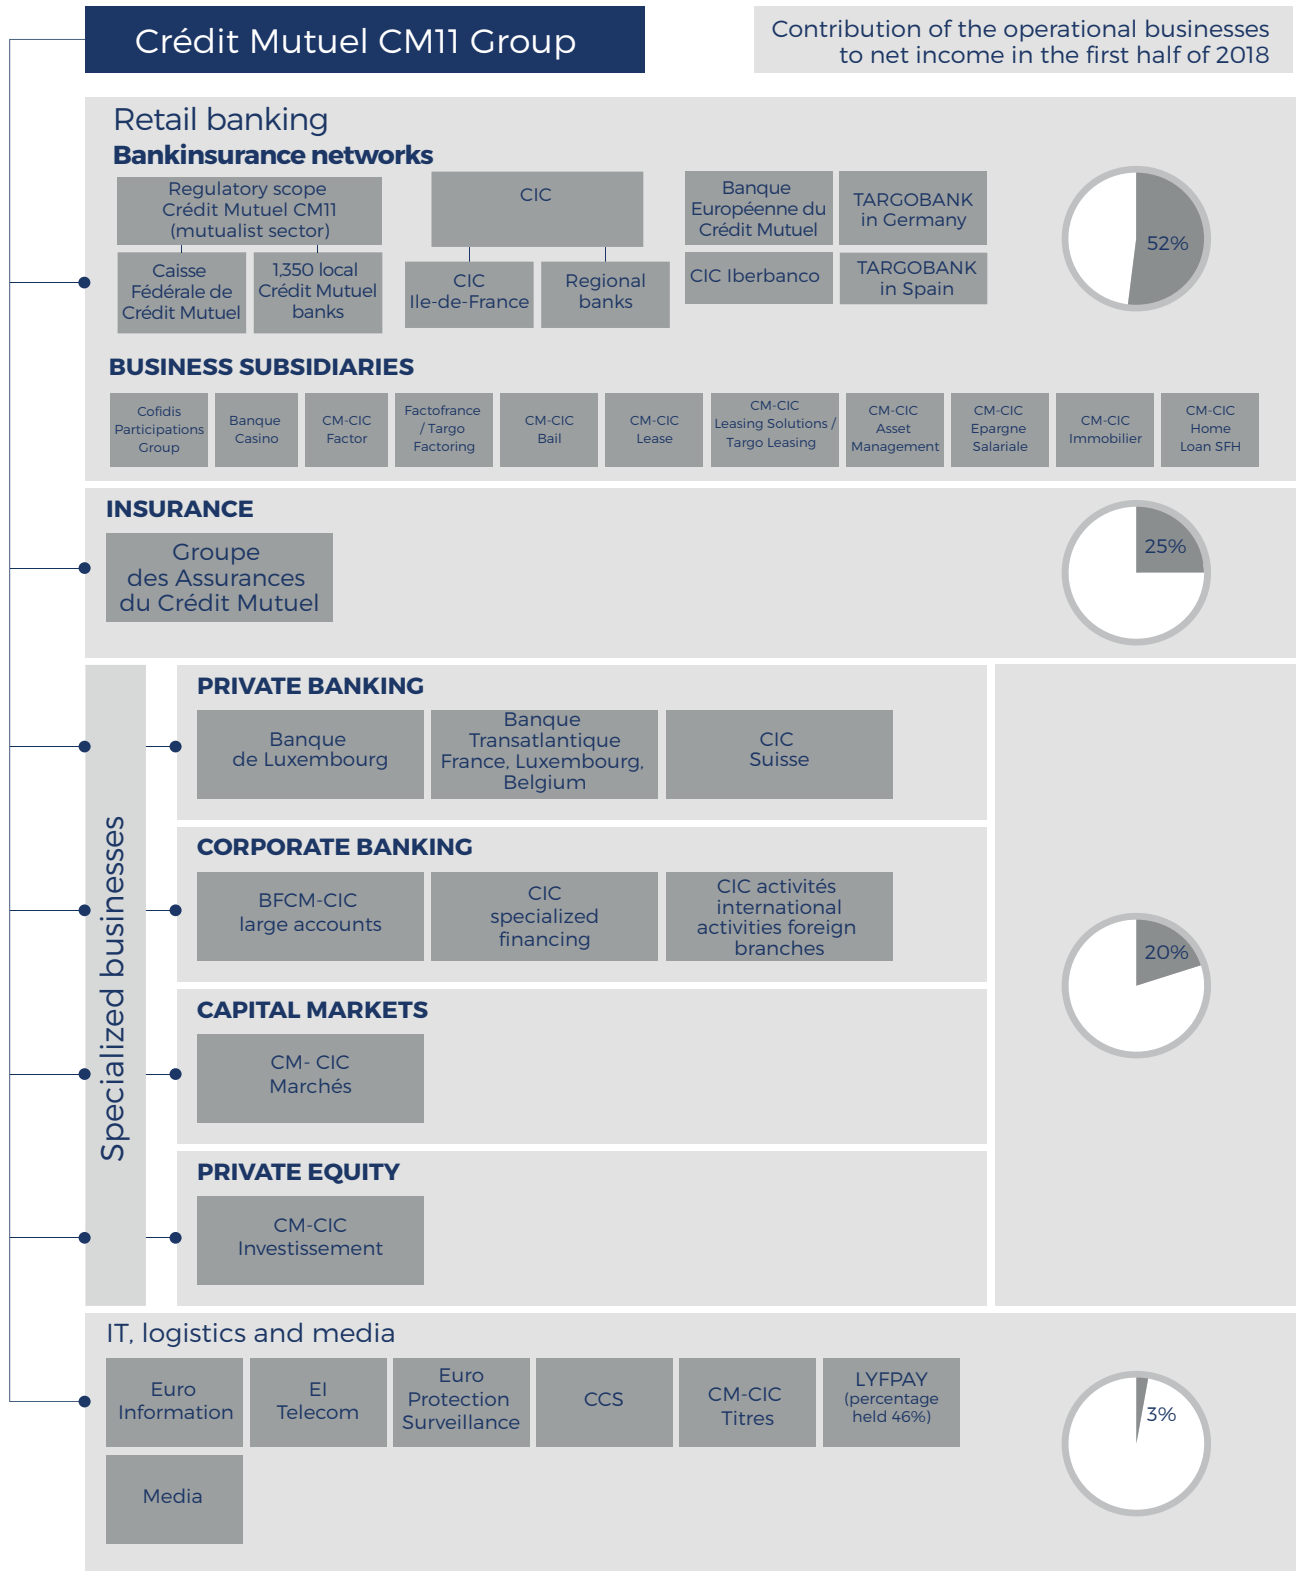 Crédit Mutuel CM11 Group
Contribution of the operational businesses
to net income in the first half of 2018
Retail banking
Bankinsurance networks
Regulatory scope
Crédit Mutuel CM11
(mutualist sector)
Caisse
Fédérale de
Crédit Mutuel
1,350 local
Crédit Mutuel
banks
CIC
CIC
Ile-de-France
Regional
banks
Banque
Européenne du
Crédit Mutuel
TARGOBANK
in Germany
CIC Iberbanco
TARGOBANK
in Spain
52%
BUSINESS SUBSIDIARIES
Cofidis
Participations
Group
Banque
Casino
CM-CIC
Factor
Factofrance
/ Targo
Factoring
CM-CIC
Bail
CM-CIC
Lease
CM-CIC
Leasing Solutions /
Targo Leasing
CM-CIC
Asset
Management
CM-CIC
Epargne
Salariale
CM-CIC
Immobilier
CM-CIC
Home
Loan SFH
INSURANCE
Groupe
des Assurances
du Crédit Mutuel
25%
Specialized businesses
PRIVATE BANKING
Banque
de Luxembourg
Banque
Transatlantique
France, Luxembourg,
Belgium
CIC
Suisse
CORPORATE BANKING
BFCM-CIC
large accounts
CIC
specialized
financing
CIC activités
international
activities foreign
branches
20%
CAPITAL MARKETS
CM- CIC
Marchés
PRIVATE EQUITY
CM-CIC
Investissement
IT, logistics and media
Euro
Information
EI
Telecom
Euro
Protection
Surveillance
CCS
CM-CIC
Titres
LYFPAY
(percentage
held 46%)
3%
Media